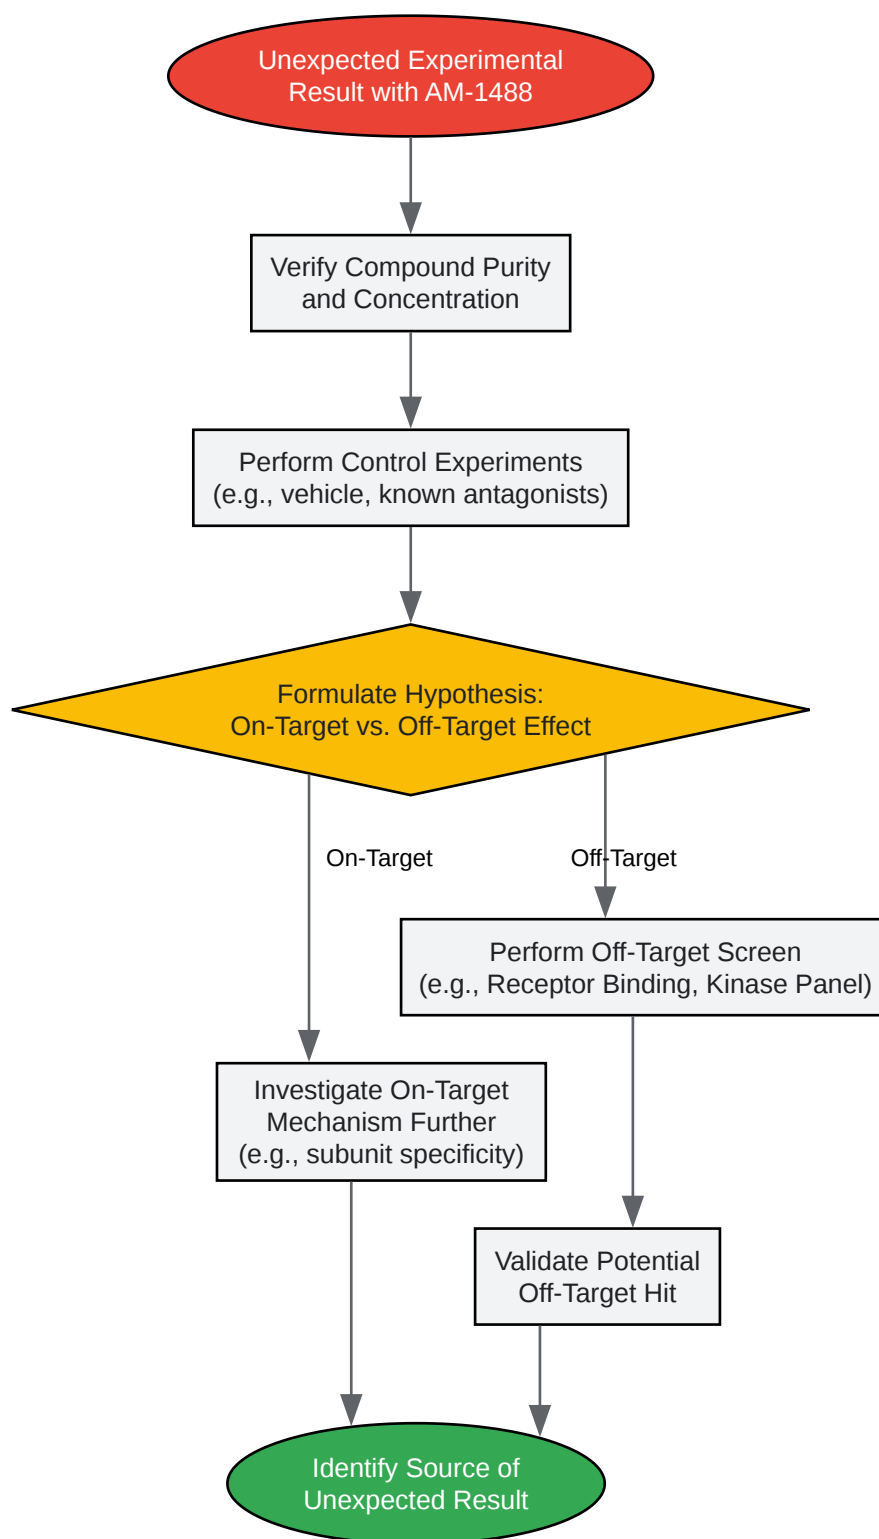 Unexpected Experimental
Result with AM-1488
Verify Compound Purity
and Concentration
Perform Control Experiments
(e.g., vehicle, known antagonists)
Formulate Hypothesis:
On-Target vs. Off-Target Effect
On-Target
Off-Target
Perform Off-Target Screen
(e.g., Receptor Binding, Kinase Panel)
Investigate On-Target
Mechanism Further
(e.g., subunit specificity)
Validate Potential
Off-Target Hit
Identify Source of
Unexpected Result